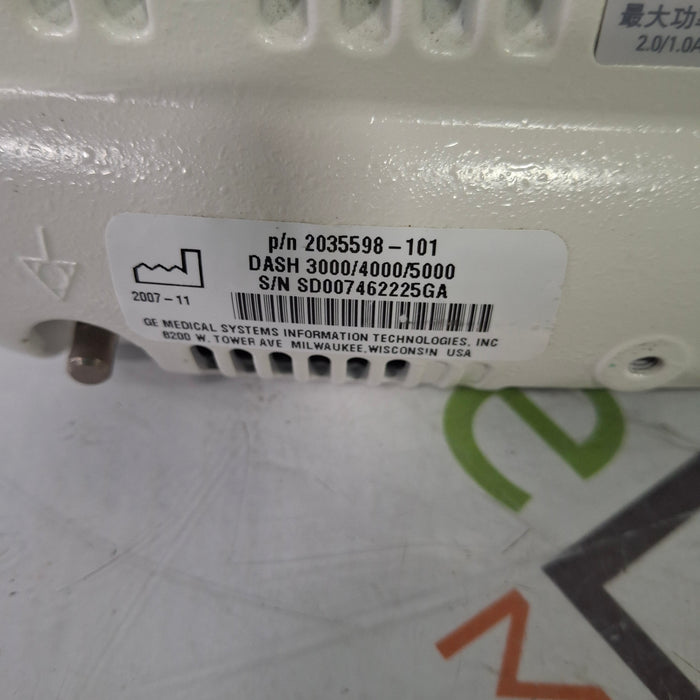 最大功
2.0/1.0A
p/n 2035598-101
DASH 3000/4000/5000
S/N SD007462225GA
2007-11
GE MEDICAL SYSTEMS INFORMATION TECHNOLOGIES, INC
8200 W. TOWER AVE MILWAUKEE, WISCONSIN USA